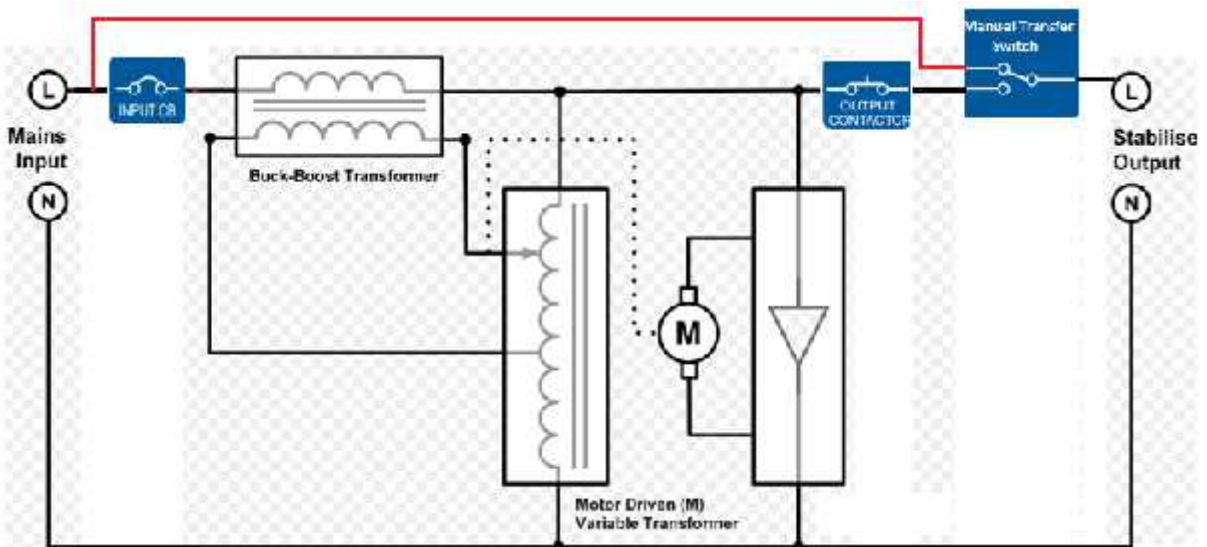 Manual Transfer
Switch
L
INPUT CB
OUTPUT
CONTACTOR
L
Mains
Input
Stabilise
Output
Buck-Boost Transformer
N
N
M
Motor Driven (M)
Variable Transformer